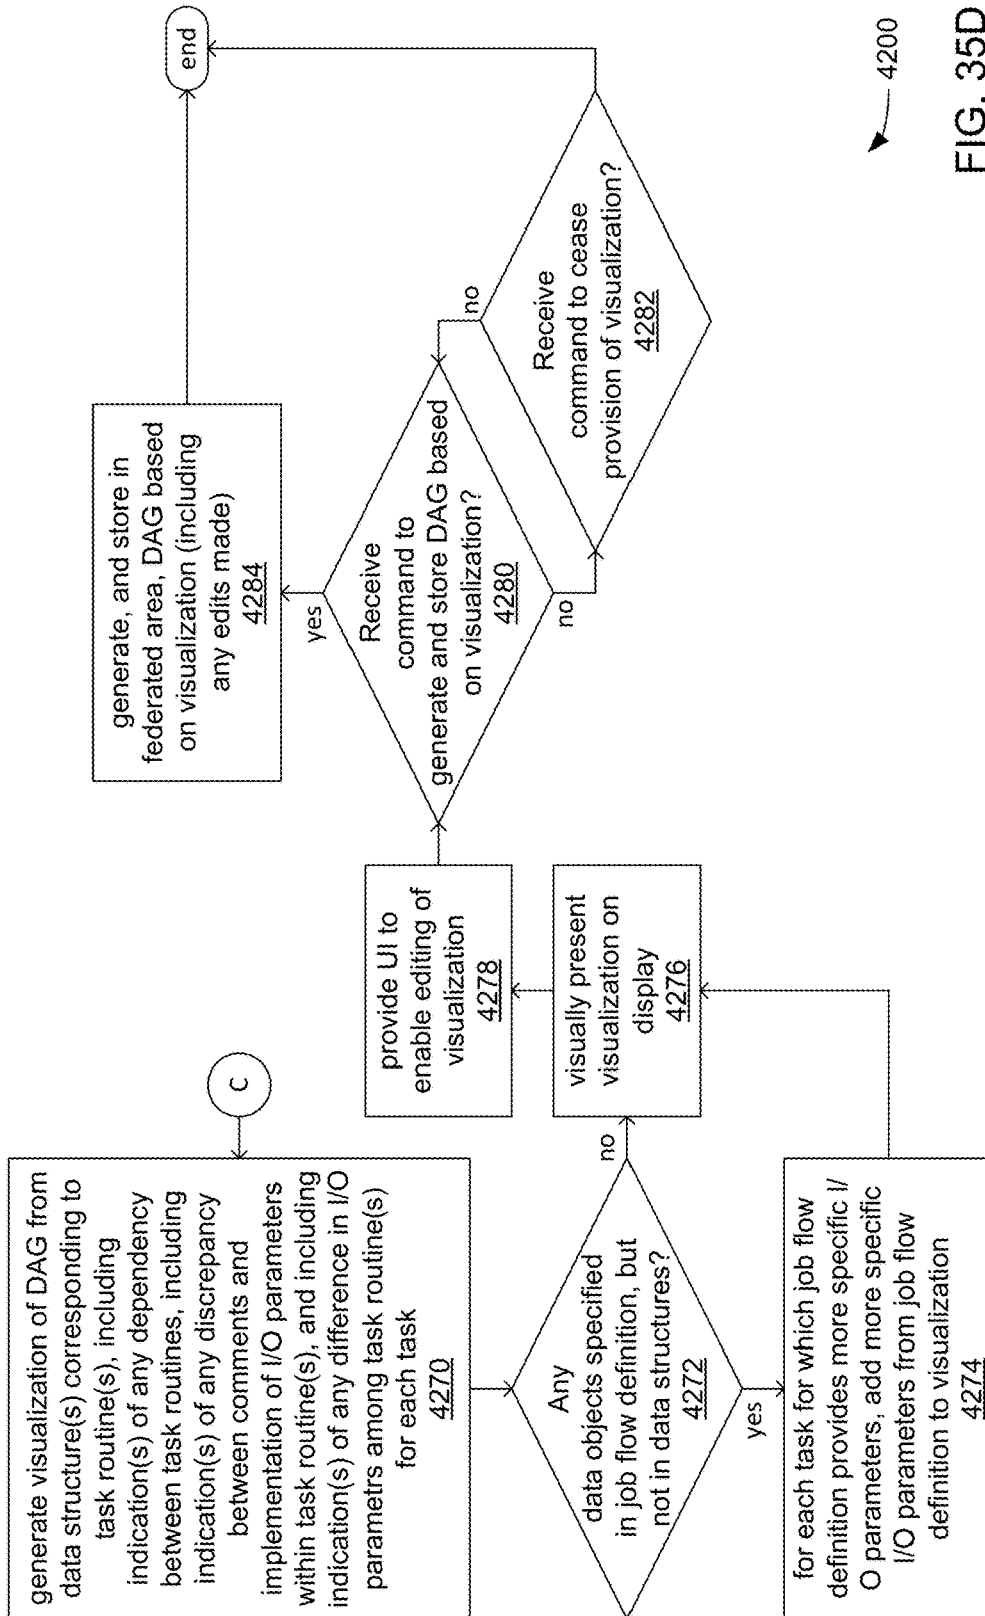 C
generate visualization of DAG from
data structure(s) corresponding to
task routine(s), including
indication(s) of any dependency
between task routines, including
indication(s) of any discrepancy
between comments and
implementation of I/O parameters
within task routine(s), and including
indication(s) of any difference in I/O
parametrs among task routine(s)
for each task
4270
Any
data objects specified
in job flow definition, but
not in data structures?
4272
no
yes
for each task for which job flow
definition provides more specific I/
O parameters, add more specific
I/O parameters from job flow
definition to visualization
4274
visually present
visualization on
display
4276
provide UI to
enable editing of
visualization
4278
Receive
command to
generate and store DAG based
on visualization?
4280
yes
no
generate, and store in
federated area, DAG based
on visualization (including
any edits made)
4284
Receive
command to cease
provision of visualization?
4282
no
end
4200
FIG. 35D